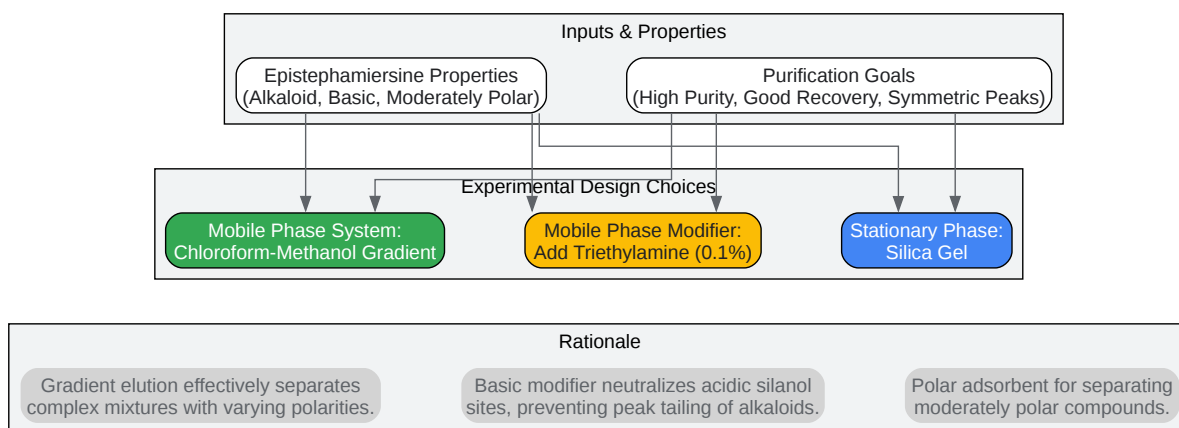 Inputs & Properties
Epistephamiersine Properties
(Alkaloid, Basic, Moderately Polar)
Purification Goals
(High Purity, Good Recovery, Symmetric Peaks)
Experimental Design Choices
Mobile Phase System:
Chloroform-Methanol Gradient
Mobile Phase Modifier:
Add Triethylamine (0.1%)
Stationary Phase:
Silica Gel
Rationale
Gradient elution effectively separates
complex mixtures with varying polarities.
Basic modifier neutralizes acidic silanol
sites, preventing peak tailing of alkaloids.
Polar adsorbent for separating
moderately polar compounds.